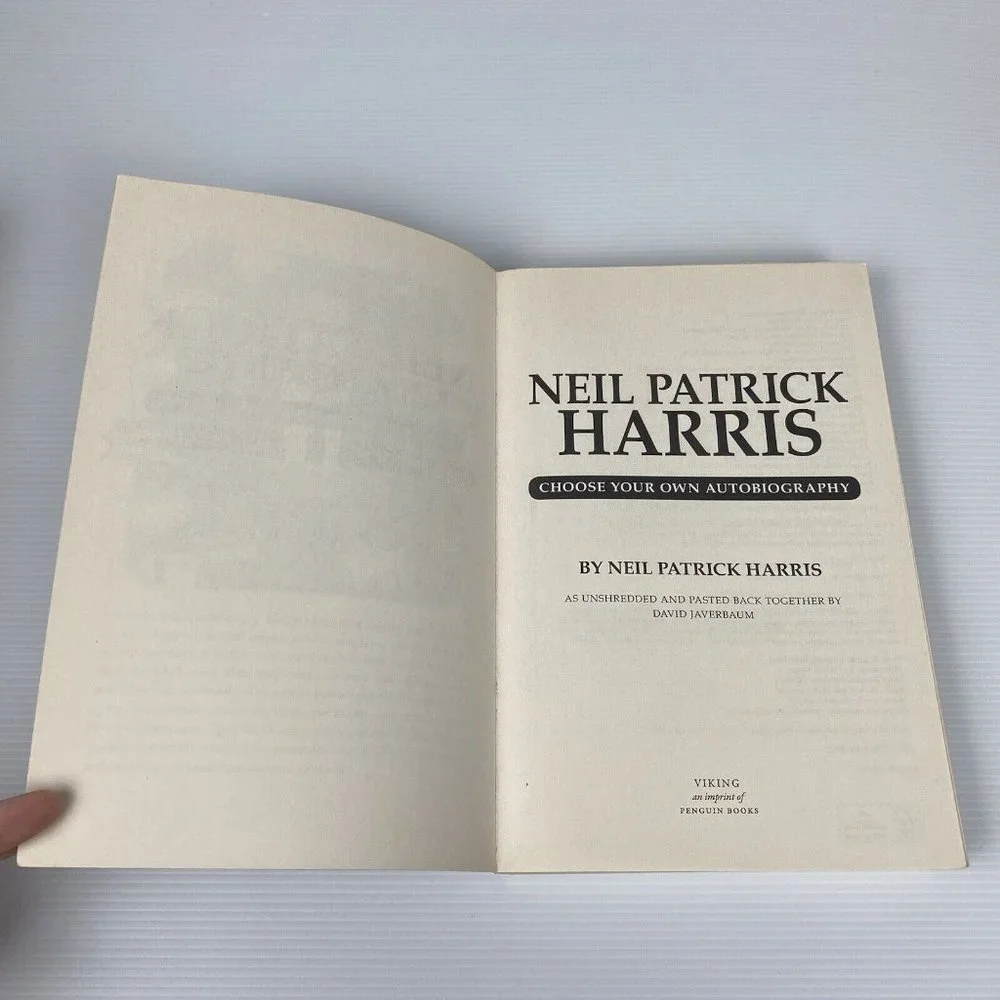 NEIL PATRICK
HARRIS
CHOOSE YOUR OWN AUTOBIOGRAPHY
BY NEIL PATRICK HARRIS
AS UNSHREDDED AND PASTED BACK TOGETHER BY
DAVID JAVERBAUM
VIKING
an imprint of
PENGUIN BOOKS